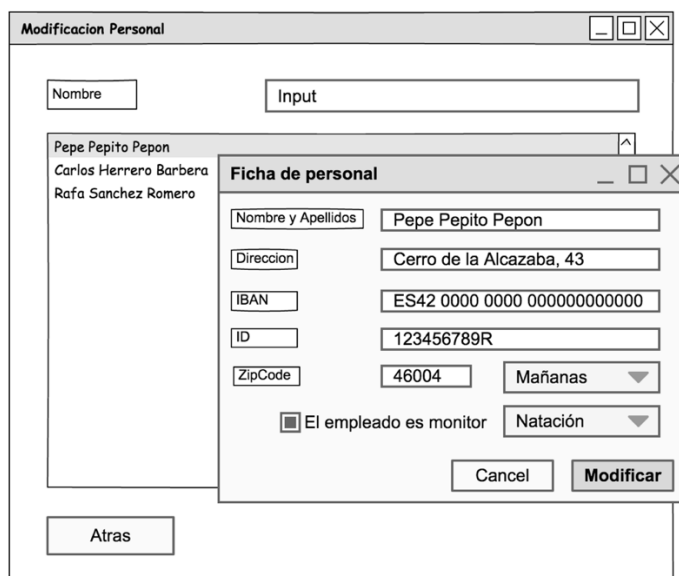 Modificacion Personal
Nombre
Input
Pepe Pepito Pepon
Carlos Herrero Barbera
Rafa Sanchez Romero
Ficha de personal
Nombre y Apellidos
Pepe Pepito Pepon
Direccion
Cerro de la Alcazaba, 43
IBAN
ES42 0000 0000 000000000000
ID
123456789R
ZipCode
46004
Mañanas
El empleado es monitor
Natación
Cancel
Modificar
Atras